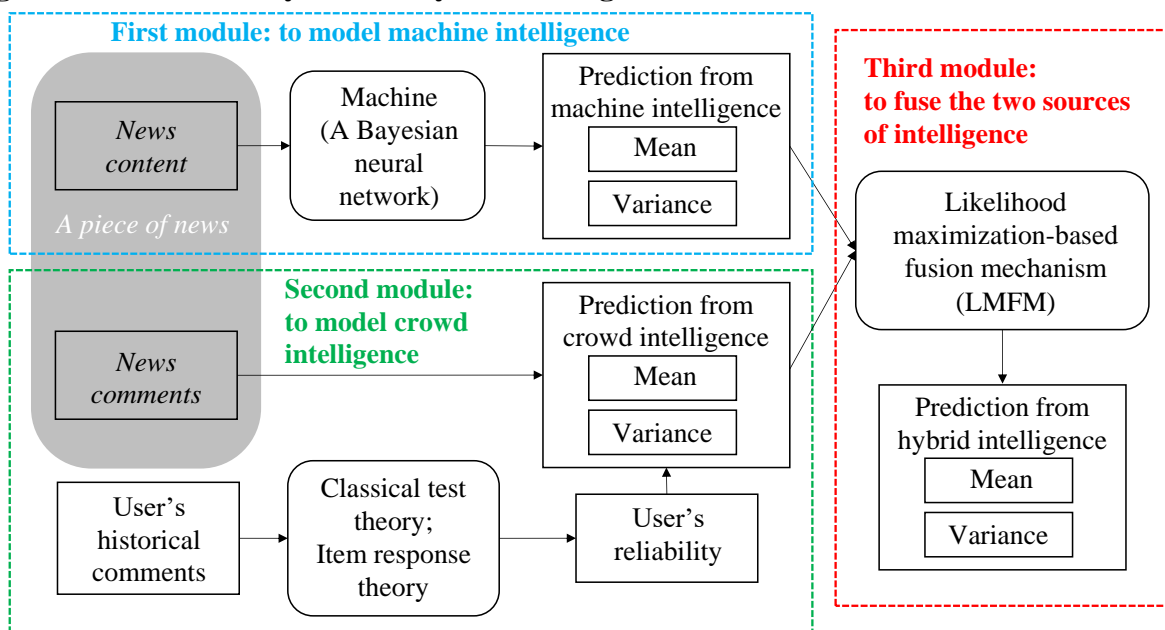 First module: to model machine intelligence
News
content
A piece of news
Machine
(A Bayesian
neural
network)
Prediction from
machine intelligence
Mean
Variance
Second module:
to model crowd
intelligence
News
comments
Prediction from
crowd intelligence
Mean
Variance
User's
historical
comments
Classical test
theory;
Item response
theory
User's
reliability
Third module:
to fuse the two sources
of intelligence
Likelihood
maximization-based
fusion mechanism
(LMFM)
Prediction from
hybrid intelligence
Mean
Variance